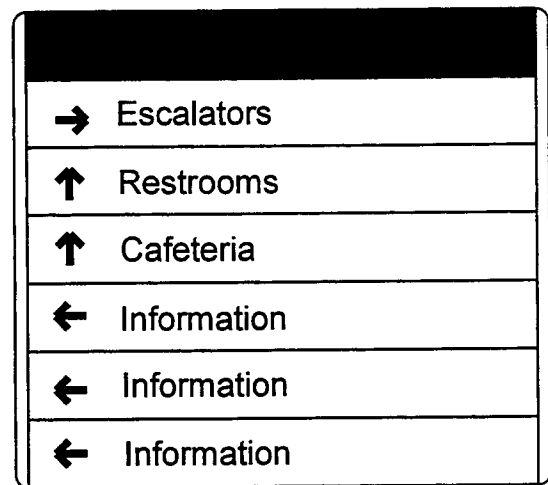 → Escalators
↑ Restrooms
↑ Cafeteria
← Information
← Information
← Information